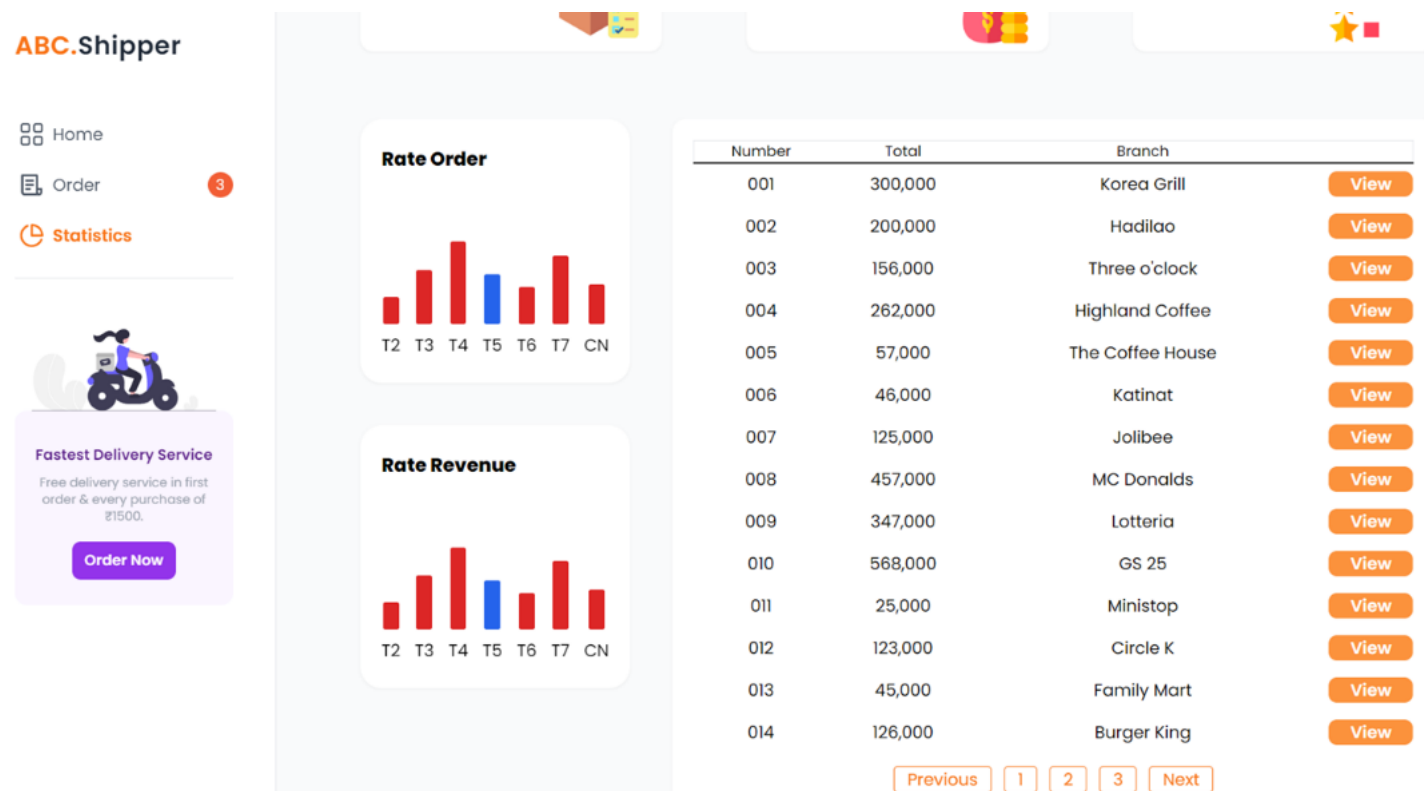 ABC.Shipper
Home
Order 3
Statistics
Fastest Delivery Service
Free delivery service in first
order & every purchase of
₹1500.
Order Now
Rate Order
T2 T3 T4 T5 T6 T7 CN
Rate Revenue
T2 T3 T4 T5 T6 T7 CN
Number Total Branch
001 300,000 Korea Grill View
002 200,000 Hadilao View
003 156,000 Three o'clock View
004 262,000 Highland Coffee View
005 57,000 The Coffee House View
006 46,000 Katinat View
007 125,000 Jolibee View
008 457,000 MC Donalds View
009 347,000 Lotteria View
010 568,000 GS 25 View
011 25,000 Ministop View
012 123,000 Circle K View
013 45,000 Family Mart View
014 126,000 Burger King View
Previous 1 2 3 Next